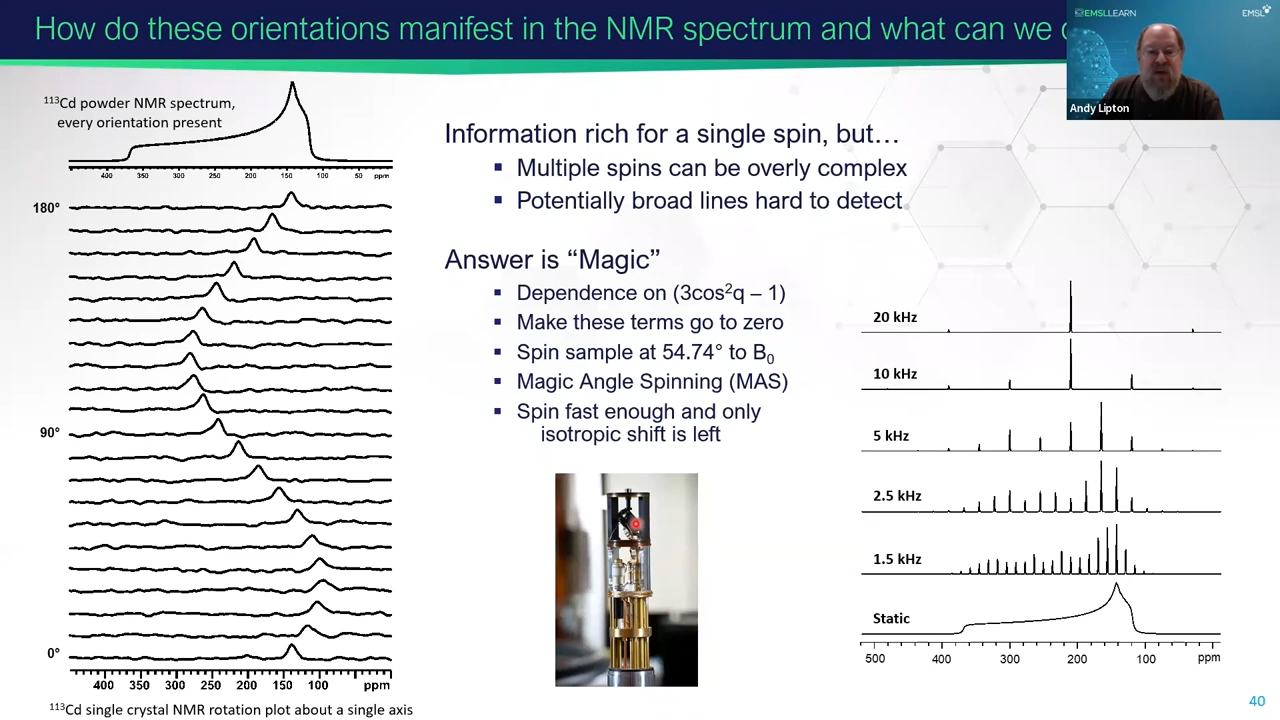 How do these orientations manifest in the NMR spectrum and what can we
EMSLLEARN
EMSL
Andy Lipton
¹¹³Cd powder NMR spectrum,
every orientation present
400 350 300 250 200 150 100 50 ppm
180°
90°
0°
400 350 300 250 200 150 100 ppm
¹¹³Cd single crystal NMR rotation plot about a single axis
Information rich for a single spin, but…
▪ Multiple spins can be overly complex
▪ Potentially broad lines hard to detect
Answer is “Magic”
▪ Dependence on (3cos²q – 1)
▪ Make these terms go to zero
▪ Spin sample at 54.74° to B₀
▪ Magic Angle Spinning (MAS)
▪ Spin fast enough and only
isotropic shift is left
20 kHz
10 kHz
5 kHz
2.5 kHz
1.5 kHz
Static
500 400 300 200 100 ppm
40